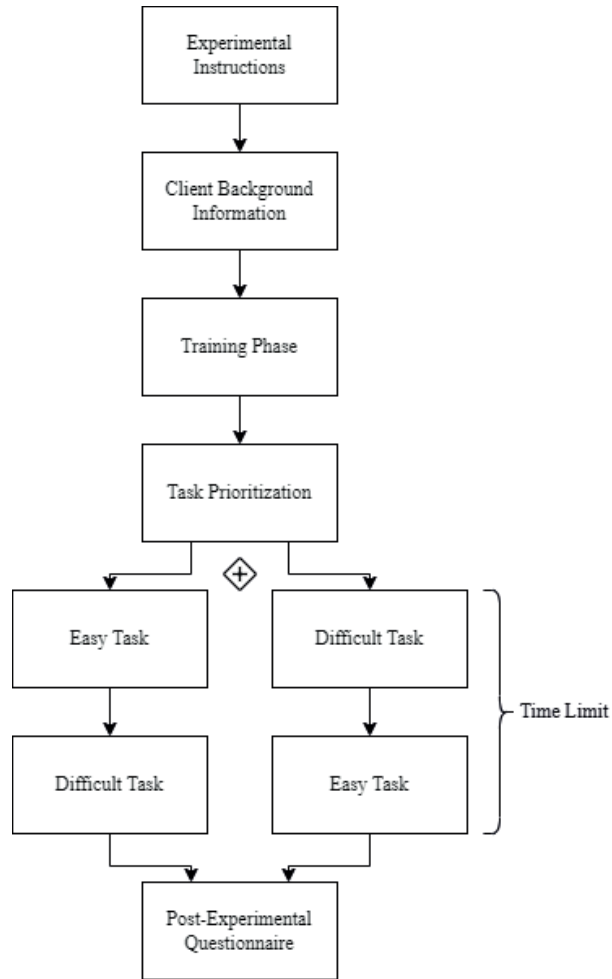 Experimental
Instructions
Client Background
Information
Training Phase
Task Prioritization
Easy Task
Difficult Task
Time Limit
Difficult Task
Easy Task
Post-Experimental
Questionnaire